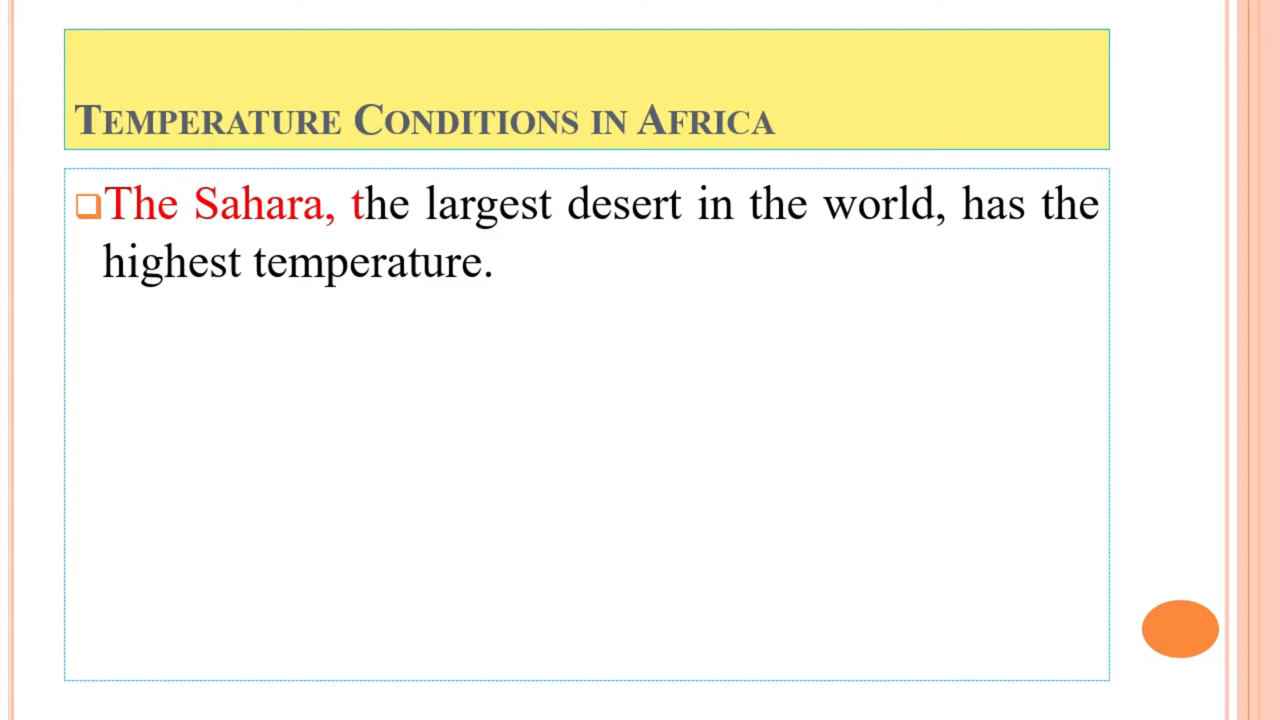 TEMPERATURE CONDITIONS IN AFRICA
The Sahara, the largest desert in the world, has the
highest temperature.